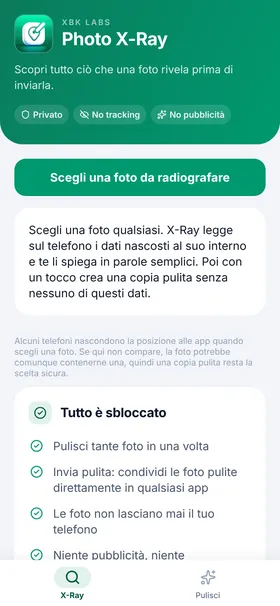 XBK LABS
Photo X-Ray
Scopri tutto ciò che una foto rivela prima di
inviarla.
Privato
No tracking
No pubblicità
Scegli una foto da radiografare
Scegli una foto qualsiasi. X-Ray legge
sul telefono i dati nascosti al suo interno
e te li spiega in parole semplici. Poi con
un tocco crea una copia pulita senza
nessuno di questi dati.
Alcuni telefoni nascondono la posizione alle app quando
scegli una foto. Se qui non compare, la foto potrebbe
comunque contenerne una, quindi una copia pulita resta la
scelta sicura.
Tutto è sbloccato
Pulisci tante foto in una volta
Invia pulita: condividi le foto pulite
direttamente in qualsiasi app
Le foto non lasciano mai il tuo
telefono
Niente pubblicità, niente
X-Ray
Pulisci